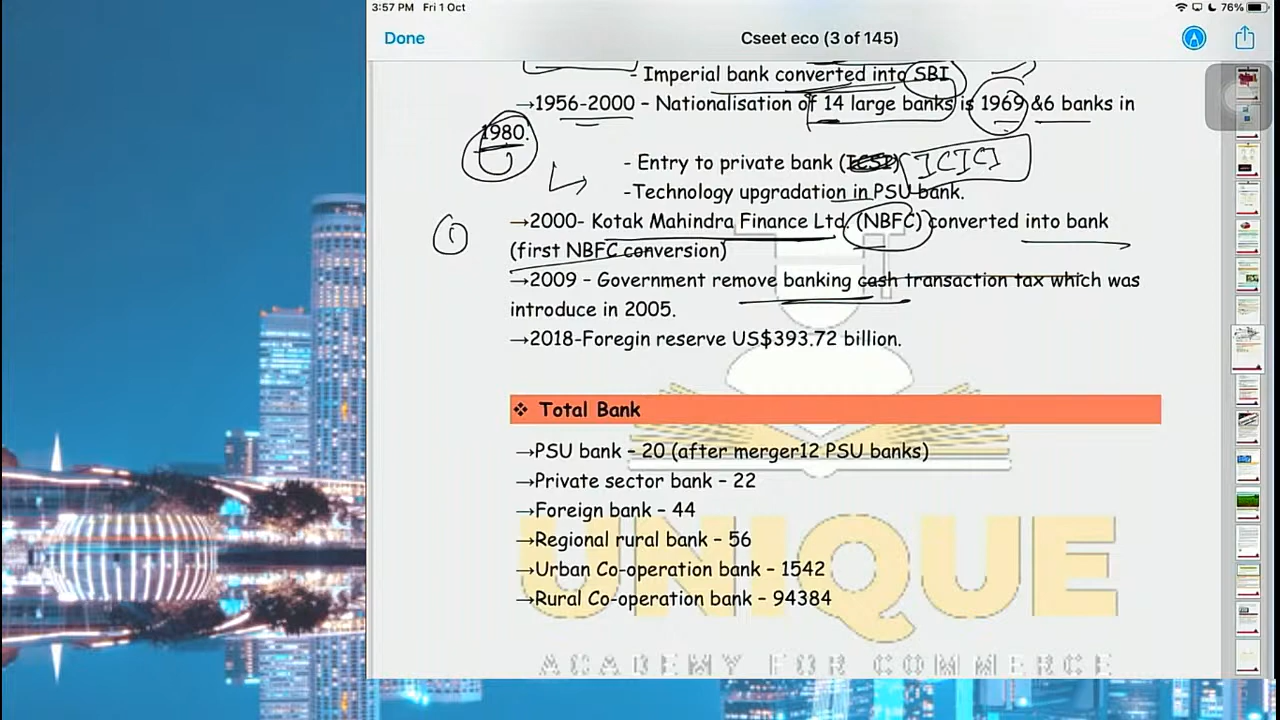 3:57 PM Fri 1 Oct
76%
Done
Cseet eco (3 of 145)
- Imperial bank converted into SBI
→1956-2000 – Nationalisation of 14 large banks is 1969 &6 banks in
1980.
- Entry to private bank (ICSI) ICICI
-Technology upgradation in PSU bank.
→2000- Kotak Mahindra Finance Ltd. (NBFC) converted into bank
(first NBFC conversion)
①
→2009 - Government remove banking cash transaction tax which was
introduce in 2005.
→2018-Foregin reserve US$393.72 billion.
❖ Total Bank
→PSU bank – 20 (after merger12 PSU banks)
→Private sector bank – 22
→Foreign bank – 44
→Regional rural bank – 56
→Urban Co-operation bank – 1542
→Rural Co-operation bank – 94384
UNIQUE
ACADEMY FOR COMMERCE